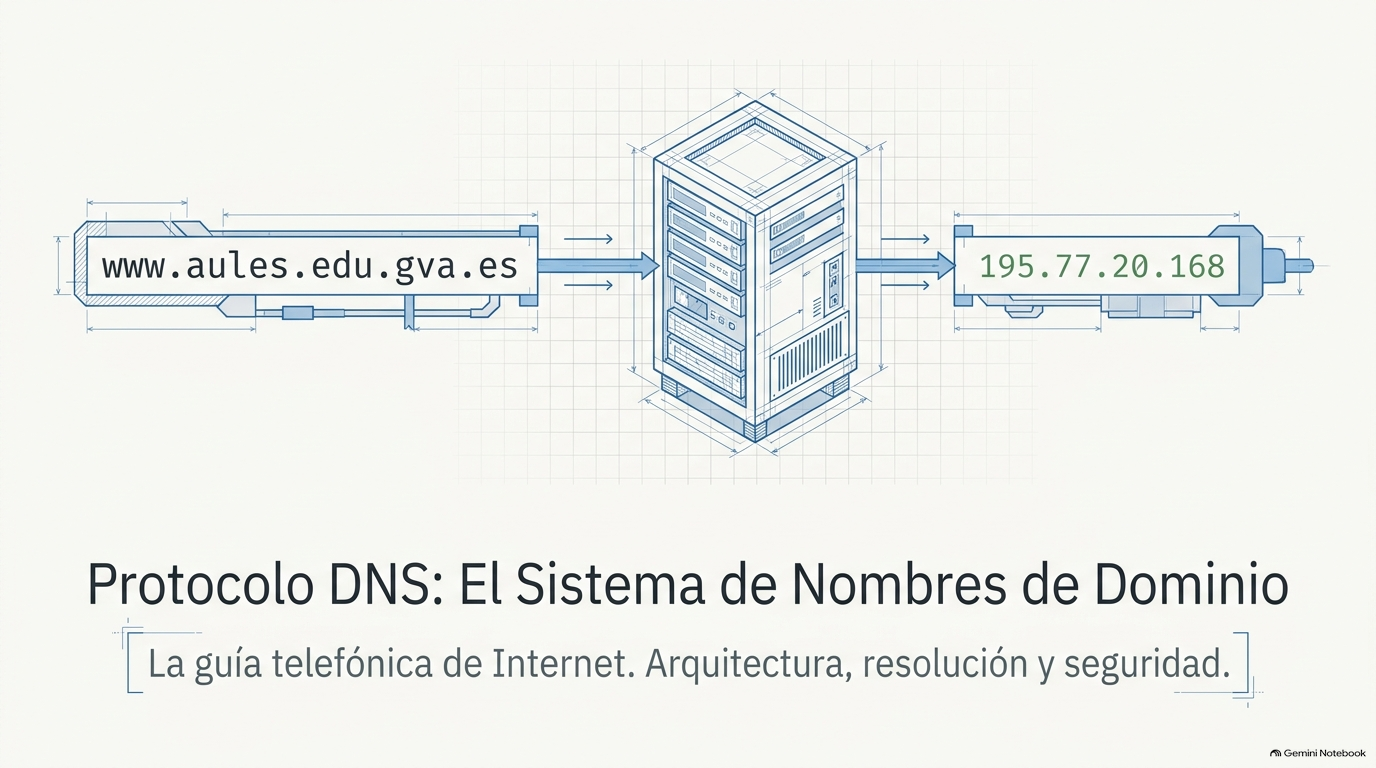 www.aules.edu.gva.es
195.77.20.168
Protocolo DNS: El Sistema de Nombres de Dominio
La guía telefónica de Internet. Arquitectura, resolución y seguridad.
Gemini Notebook